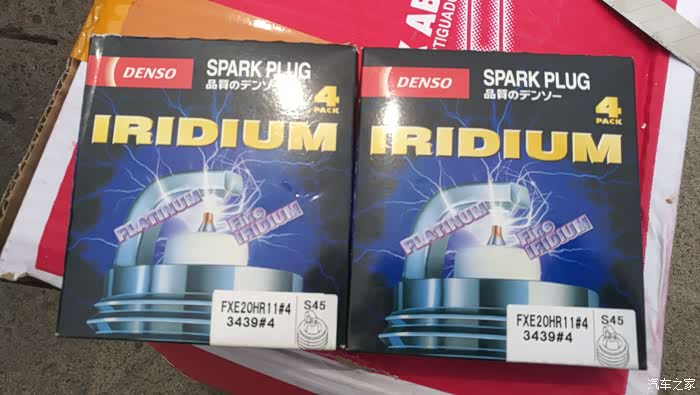 DENSO
SPARK PLUG
品質のデンソー
4
PACK
IRIDIUM
PLATINUM
IRIDIUM
FXE20HR11#4
3439#4
S45
DENSO
SPARK PLUG
品質のデンソー
4
PACK
IRIDIUM
PLATINUM
IRIDIUM
FXE20HR11#4
3439#4
S45
汽车之家